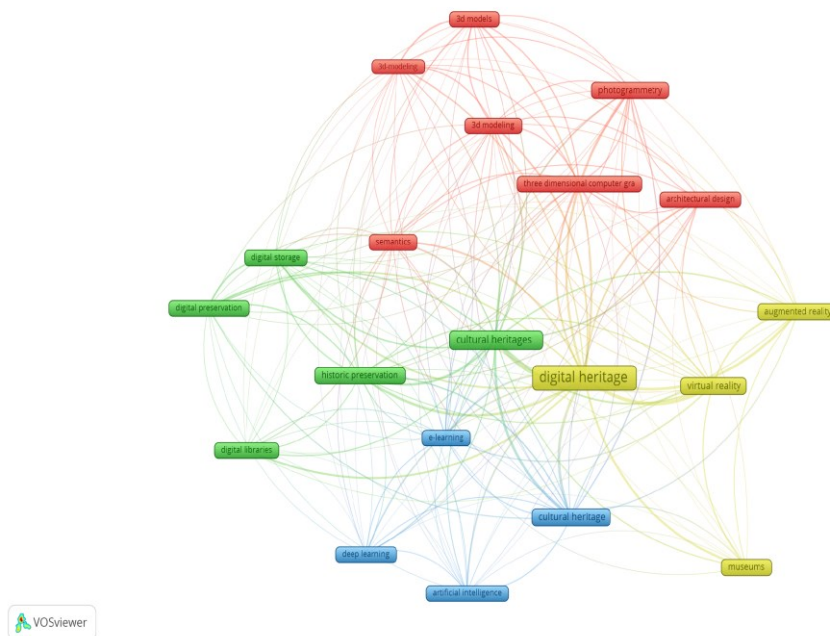 3d models
3d-modeling
photogrammetry
3d modeling
three dimensional computer gra
architectural design
semantics
digital storage
digital preservation
augmented reality
cultural heritages
historic preservation
digital heritage
virtual reality
e-learning
digital libraries
cultural heritage
deep learning
museums
artificial intelligence
VOSviewer